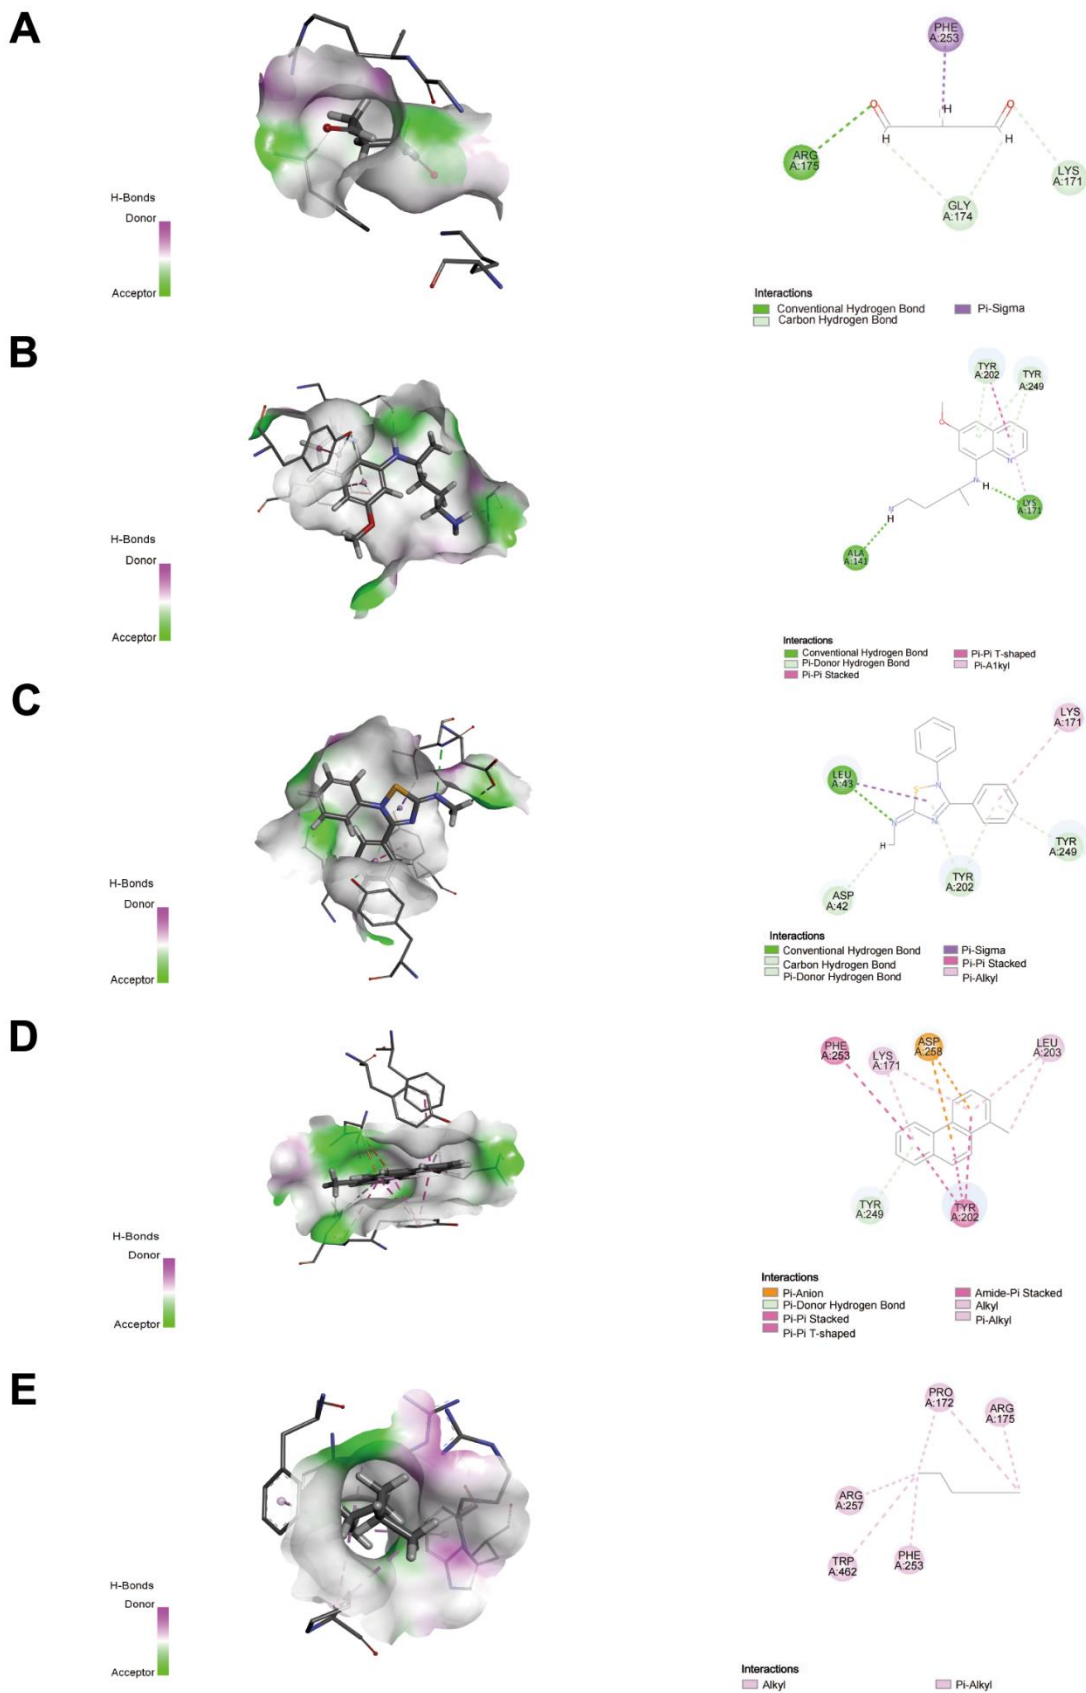 A
PHE
A:253
O
O
H
H
H
ARG
A:175
GLY
A:174
LYS
A:171
H-Bonds
Donor
Acceptor
Interactions
Conventional Hydrogen Bond
Pi-Sigma
Carbon Hydrogen Bond
B
TYR
A:202
TYR
A:249
O
N
N
H
N
H
LYS
A:171
ALA
A:141
H-Bonds
Donor
Acceptor
Interactions
Conventional Hydrogen Bond
Pi-Pi T-shaped
Pi-Donor Hydrogen Bond
Pi-A1kyl
Pi-Pi Stacked
C
LYS
A:171
LEU
A:43
S
N
N
N
H
TYR
A:249
TYR
A:202
ASP
A:42
H-Bonds
Donor
Acceptor
Interactions
Conventional Hydrogen Bond
Pi-Sigma
Carbon Hydrogen Bond
Pi-Pi Stacked
Pi-Donor Hydrogen Bond
Pi-Alkyl
D
PHE
A:253
LYS
A:171
ASP
A:258
LEU
A:203
TYR
A:249
TYR
A:202
H-Bonds
Donor
Acceptor
Interactions
Pi-Anion
Amide-Pi Stacked
Pi-Donor Hydrogen Bond
Alkyl
Pi-Pi Stacked
Pi-Alkyl
Pi-Pi T-shaped
E
PRO
A:172
ARG
A:175
ARG
A:257
TRP
A:462
PHE
A:253
H-Bonds
Donor
Acceptor
Interactions
Alkyl
Pi-Alkyl